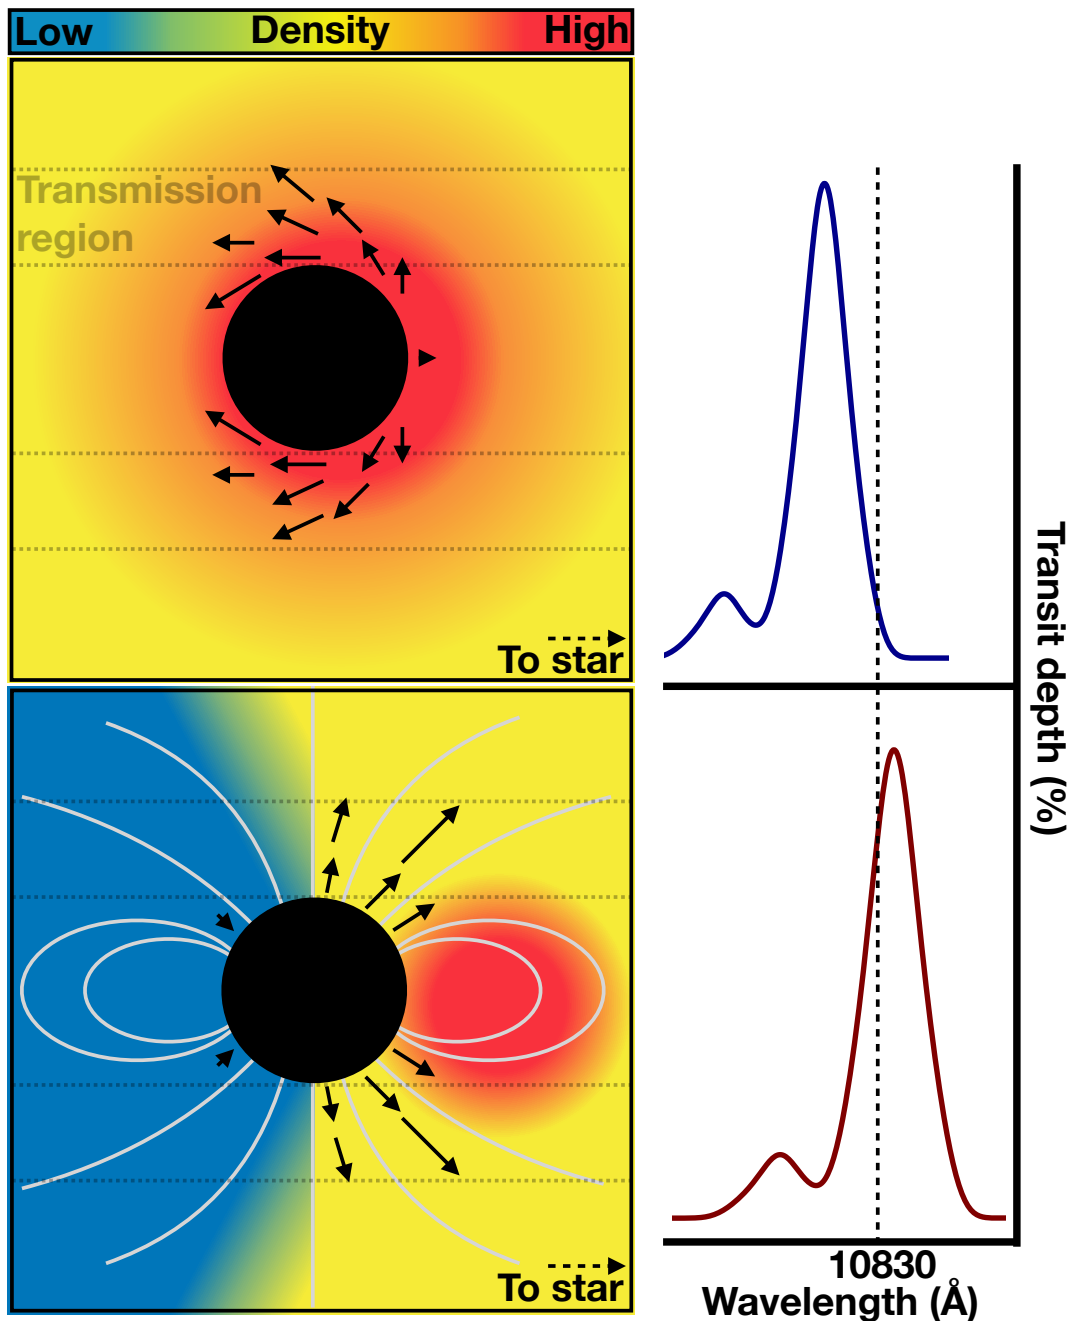 Low Density High
Transmission
region
To star
To star
Transit depth (%)
10830
Wavelength (Å)